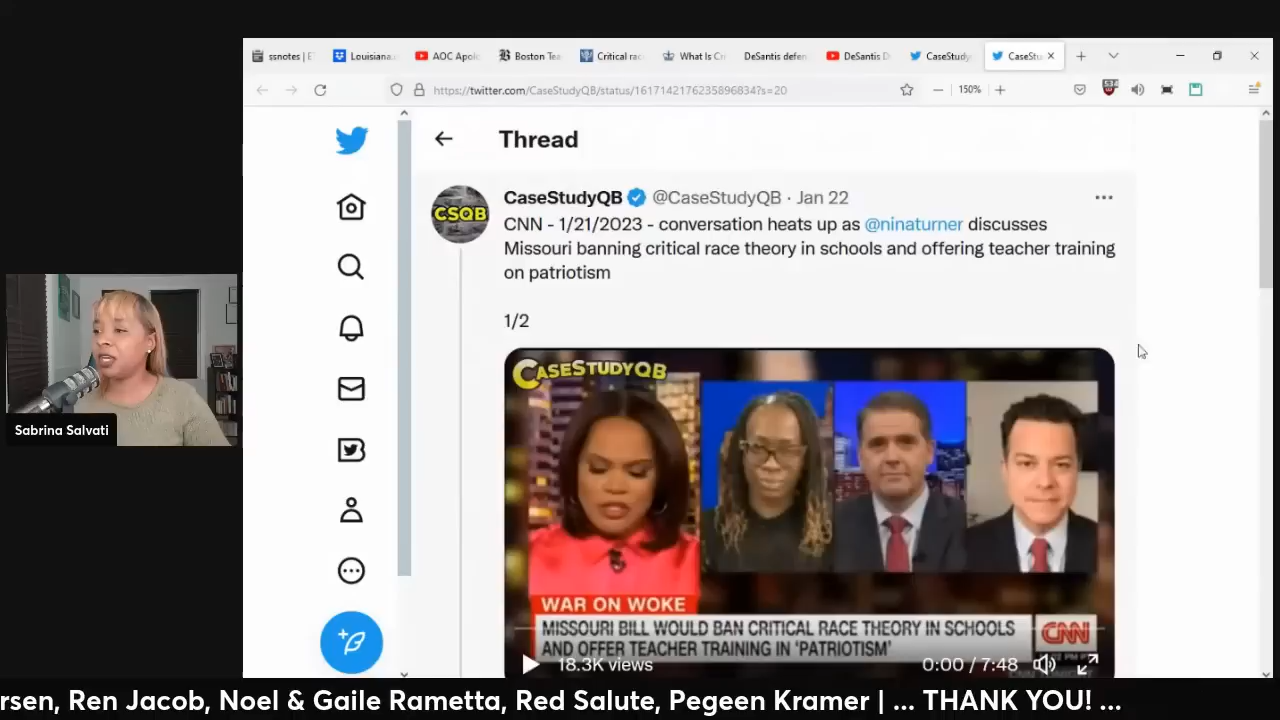 ssnotes | E
Louisiana.
AOC Apolo
Boston Tea
Critical rac
What Is Cr
DeSantis defen
DeSantis D
CaseStudy
CaseStu
https://twitter.com/CaseStudyQB/status/1617142176235896834?s=20
150%
Thread
CaseStudyQB @CaseStudyQB · Jan 22
CNN - 1/21/2023 - conversation heats up as @ninaturner discusses
Missouri banning critical race theory in schools and offering teacher training
on patriotism
1/2
CSQB
CASESTUDYQB
Sabrina Salvati
WAR ON WOKE
MISSOURI BILL WOULD BAN CRITICAL RACE THEORY IN SCHOOLS
AND OFFER TEACHER TRAINING IN 'PATRIOTISM'
CNN
18.3K views
0:00 / 7:48
rsen, Ren Jacob, Noel & Gaile Rametta, Red Salute, Pegeen Kramer | ... THANK YOU! ...